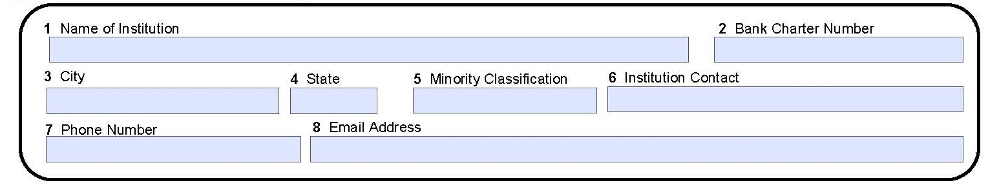 1 Name of Institution 2 Bank Charter Number
3 City 4 State 5 Minority Classification 6 Institution Contact
7 Phone Number 8 Email Address